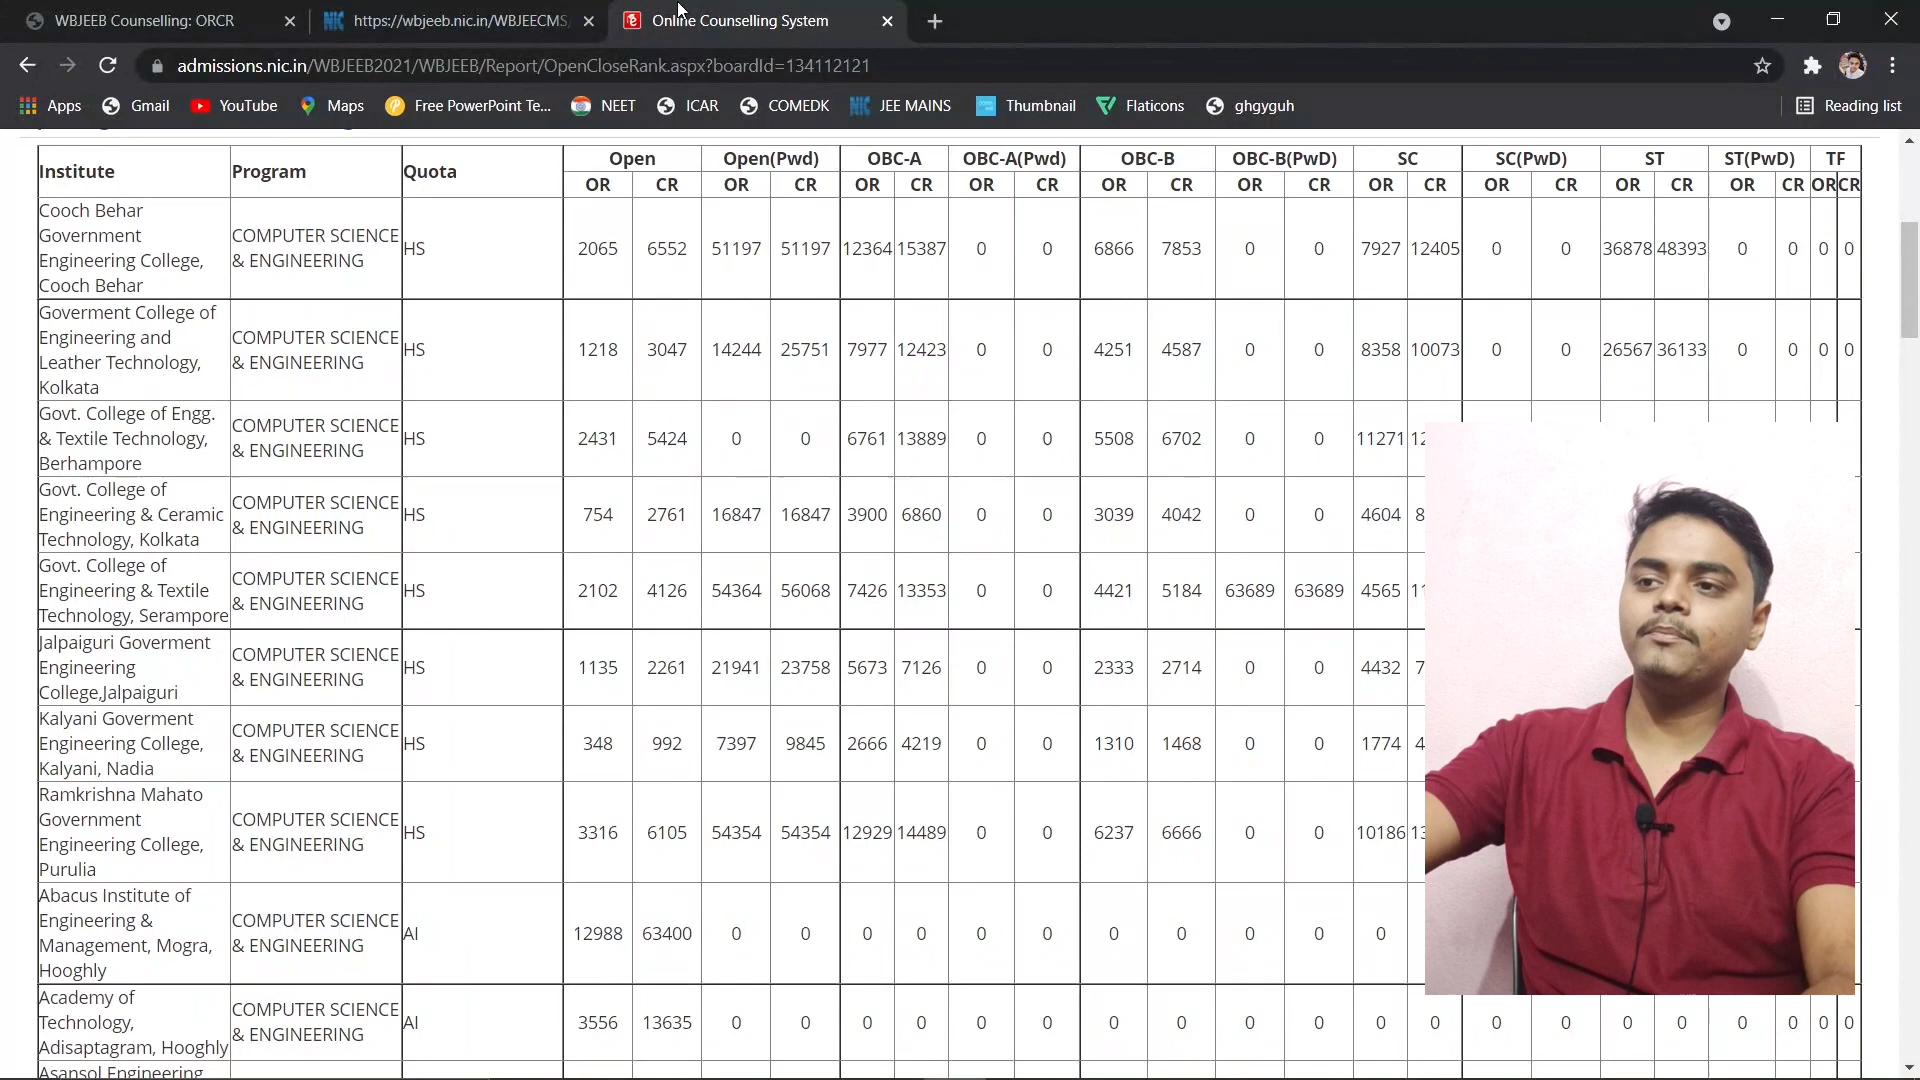 WBJEEB Counselling: ORCR
https://wbjeeb.nic.in/WBJEECMS
Online Counselling System
admissions.nic.in/WBJEEB2021/WBJEEB/Report/OpenCloseRank.aspx?boardId=134112121
Apps Gmail YouTube Maps Free PowerPoint Te... NEET ICAR COMEDK NIC JEE MAINS Thumbnail Flaticons ghgyguh Reading list
Institute Program Quota Open Open(Pwd) OBC-A OBC-A(Pwd) OBC-B OBC-B(PwD) SC SC(PwD) ST ST(PwD) TF
OR CR OR CR OR CR OR CR OR CR OR CR OR CR OR CR OR CR OR CR OR CR
Cooch Behar
Government
Engineering College,
Cooch Behar
COMPUTER SCIENCE
& ENGINEERING
HS 2065 6552 51197 51197 12364 15387 0 0 6866 7853 0 0 7927 12405 0 0 36878 48393 0 0 0 0
Goverment College of
Engineering and
Leather Technology,
Kolkata
COMPUTER SCIENCE
& ENGINEERING
HS 1218 3047 14244 25751 7977 12423 0 0 4251 4587 0 0 8358 10073 0 0 26567 36133 0 0 0 0
Govt. College of Engg.
& Textile Technology,
Berhampore
COMPUTER SCIENCE
& ENGINEERING
HS 2431 5424 0 0 6761 13889 0 0 5508 6702 0 0 11271 12
Govt. College of
Engineering & Ceramic
Technology, Kolkata
COMPUTER SCIENCE
& ENGINEERING
HS 754 2761 16847 16847 3900 6860 0 0 3039 4042 0 0 4604 8
Govt. College of
Engineering & Textile
Technology, Serampore
COMPUTER SCIENCE
& ENGINEERING
HS 2102 4126 54364 56068 7426 13353 0 0 4421 5184 63689 63689 4565 11
Jalpaiguri Goverment
Engineering
College,Jalpaiguri
COMPUTER SCIENCE
& ENGINEERING
HS 1135 2261 21941 23758 5673 7126 0 0 2333 2714 0 0 4432 7
Kalyani Goverment
Engineering College,
Kalyani, Nadia
COMPUTER SCIENCE
& ENGINEERING
HS 348 992 7397 9845 2666 4219 0 0 1310 1468 0 0 1774 4
Ramkrishna Mahato
Government
Engineering College,
Purulia
COMPUTER SCIENCE
& ENGINEERING
HS 3316 6105 54354 54354 12929 14489 0 0 6237 6666 0 0 10186 13
Abacus Institute of
Engineering &
Management, Mogra,
Hooghly
COMPUTER SCIENCE
& ENGINEERING
AI 12988 63400 0 0 0 0 0 0 0 0 0 0 0
Academy of
Technology,
Adisaptagram, Hooghly
COMPUTER SCIENCE
& ENGINEERING
AI 3556 13635 0 0 0 0 0 0 0 0 0 0 0 0 0 0 0 0 0 0 0 0
Asansol Engineering